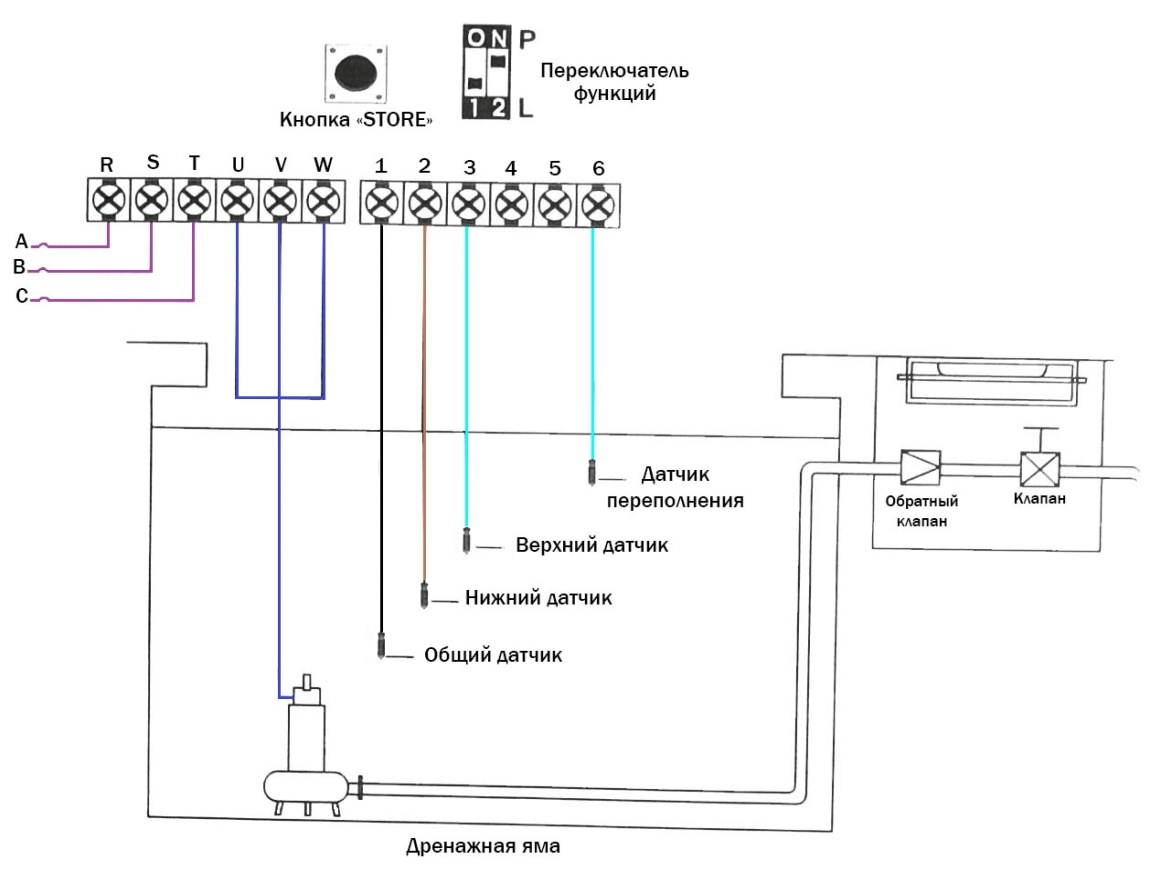 ON P
1 2 L
Переключатель
функций
Кнопка «STORE»
R S T U V W 1 2 3 4 5 6
A
B
C
Датчик
переполнения
Верхний датчик
Нижний датчик
Общий датчик
Обратный
клапан
Клапан
Дренажная яма